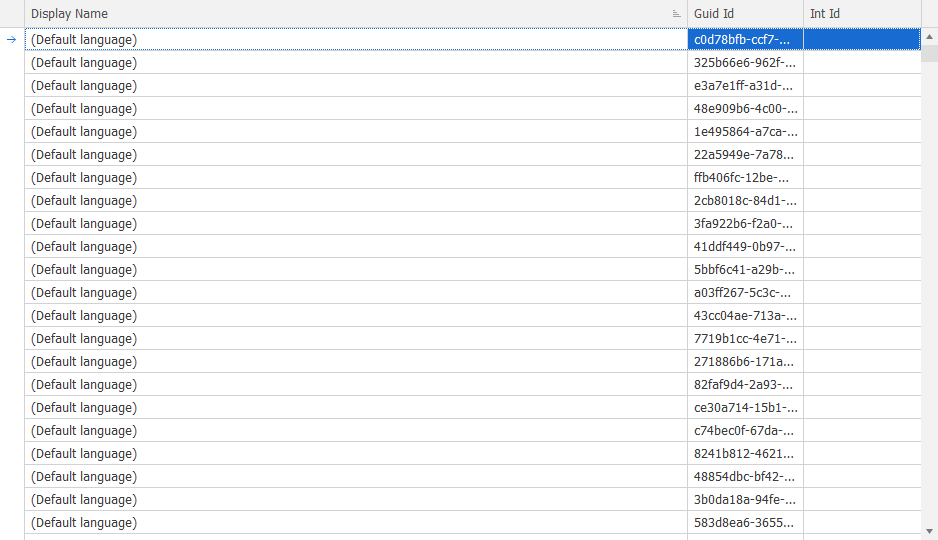 Display Name Guid Id Int Id
(Default language) c0d78bfb-ccf7-...
(Default language) 325b66e6-962f-...
(Default language) e3a7e1ff-a31d-...
(Default language) 48e909b6-4c00-...
(Default language) 1e495864-a7ca-...
(Default language) 22a5949e-7a78...
(Default language) ffb406fc-12be-...
(Default language) 2cb8018c-84d1-...
(Default language) 3fa922b6-f2a0-...
(Default language) 41ddf449-0b97-...
(Default language) 5bbf6c41-a29b-...
(Default language) a03ff267-5c3c-...
(Default language) 43cc04ae-713a-...
(Default language) 7719b1cc-4e71-...
(Default language) 271886b6-171a...
(Default language) 82faf9d4-2a93-...
(Default language) ce30a714-15b1-...
(Default language) c74bec0f-67da-...
(Default language) 8241b812-4621...
(Default language) 48854dbc-bf42-...
(Default language) 3b0da18a-94fe-...
(Default language) 583d8ea6-3655...